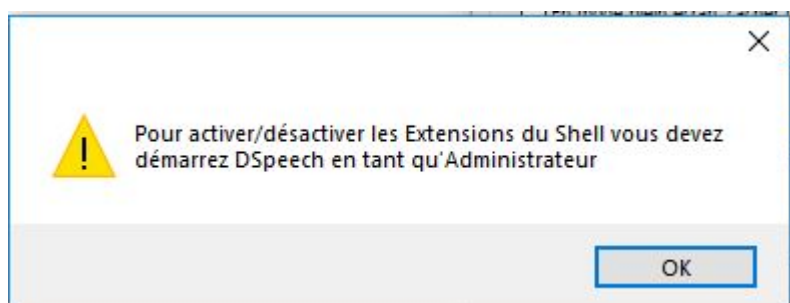 Pour activer/désactiver les Extensions du Shell vous devez
démarrez DSpeech en tant qu'Administrateur
OK